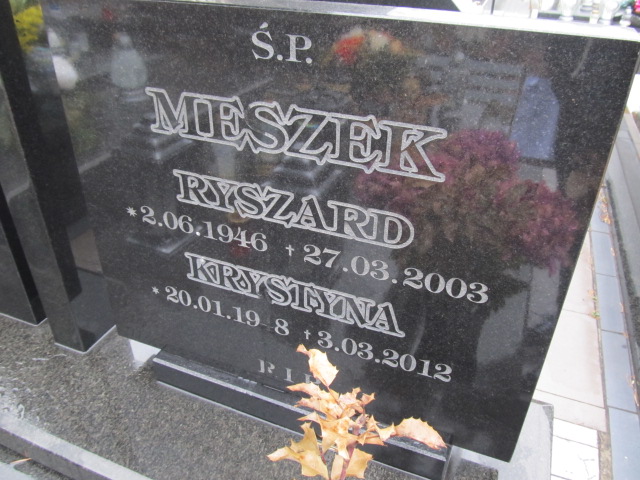 Ś.P.
MESZEK
RYSZARD
*2.06.1946 †27.03.2003
KRYSTYNA
†3.03.2012